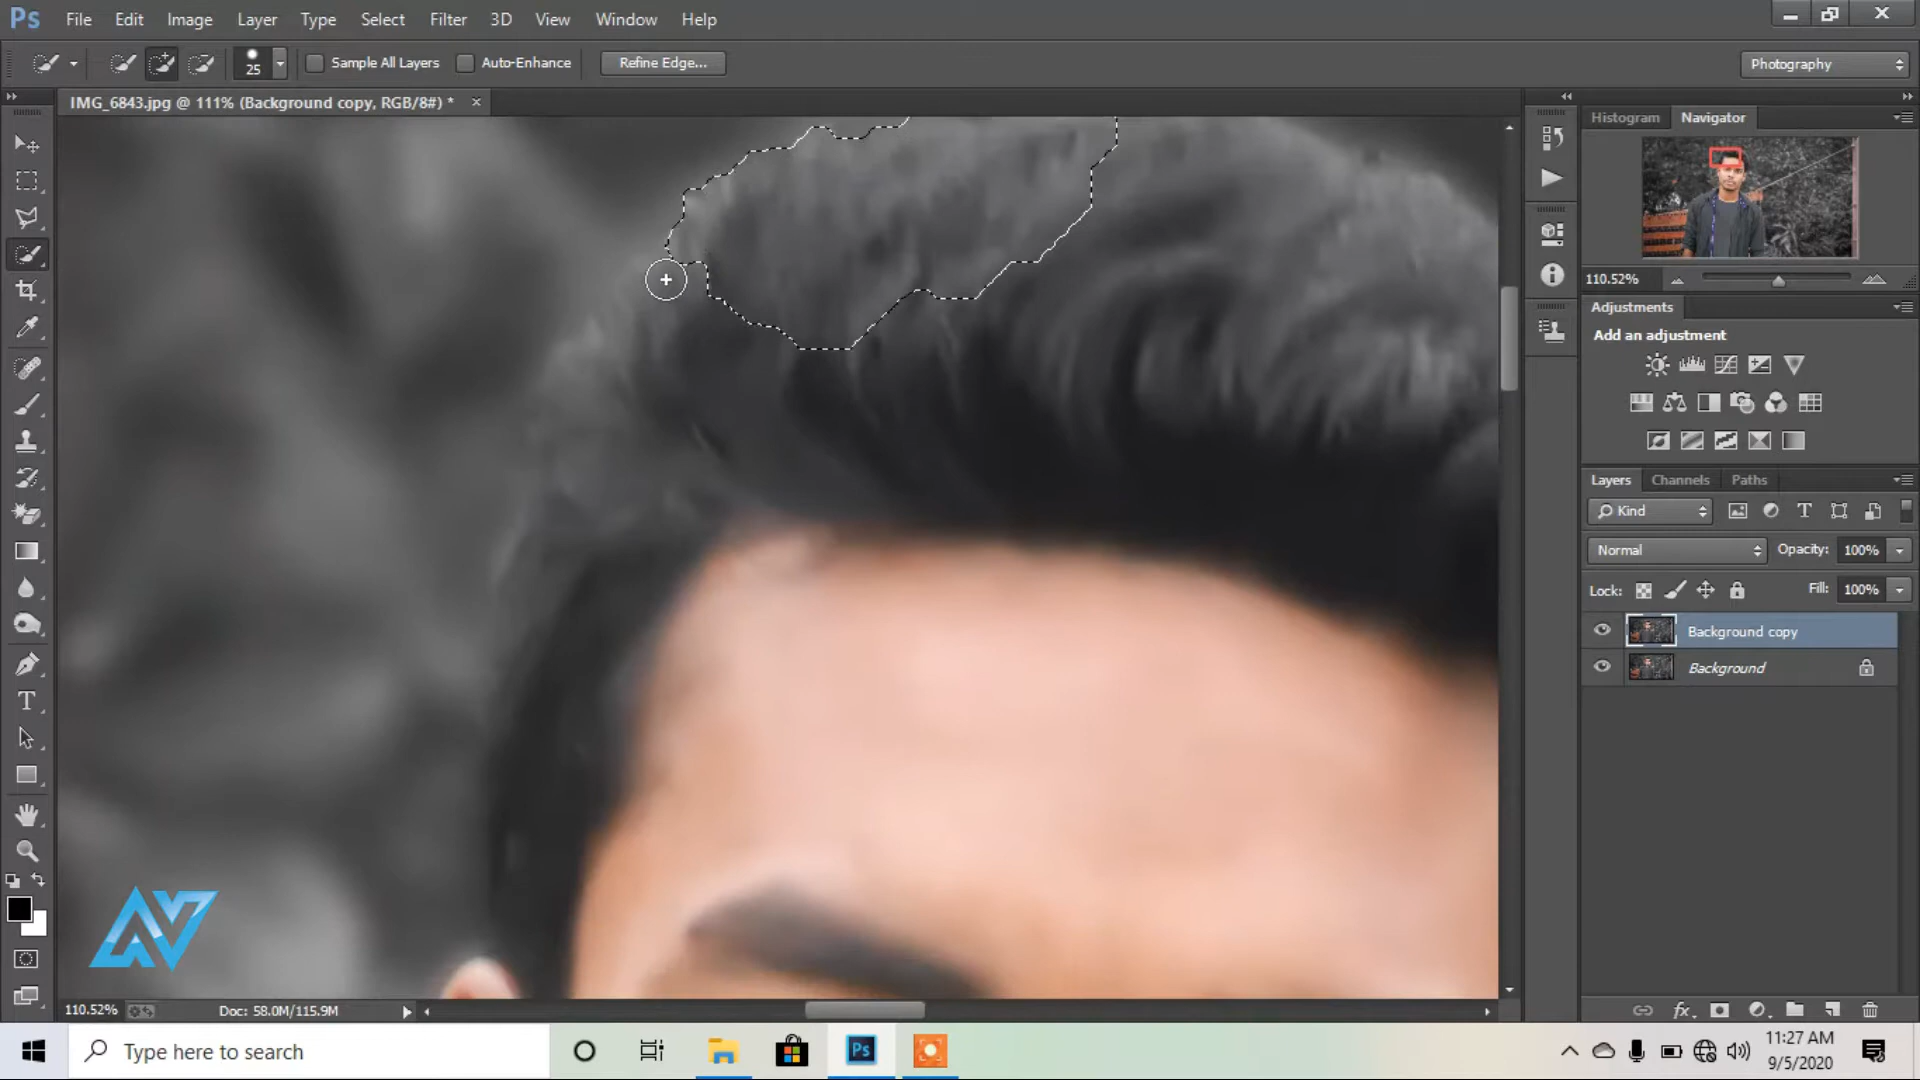 Ps File Edit Image Layer Type Select Filter 3D View Window Help
25 Sample All Layers Auto-Enhance Refine Edge... Photography
IMG_6843.jpg @ 111% (Background copy, RGB/8#) *
Histogram Navigator
110.52%
Adjustments
Add an adjustment
Layers Channels Paths
Kind
Normal Opacity: 100%
Lock: Fill: 100%
Background copy
Background
110.52% Doc: 58.0M/115.9M
Type here to search
Ps
11:27 AM
9/5/2020